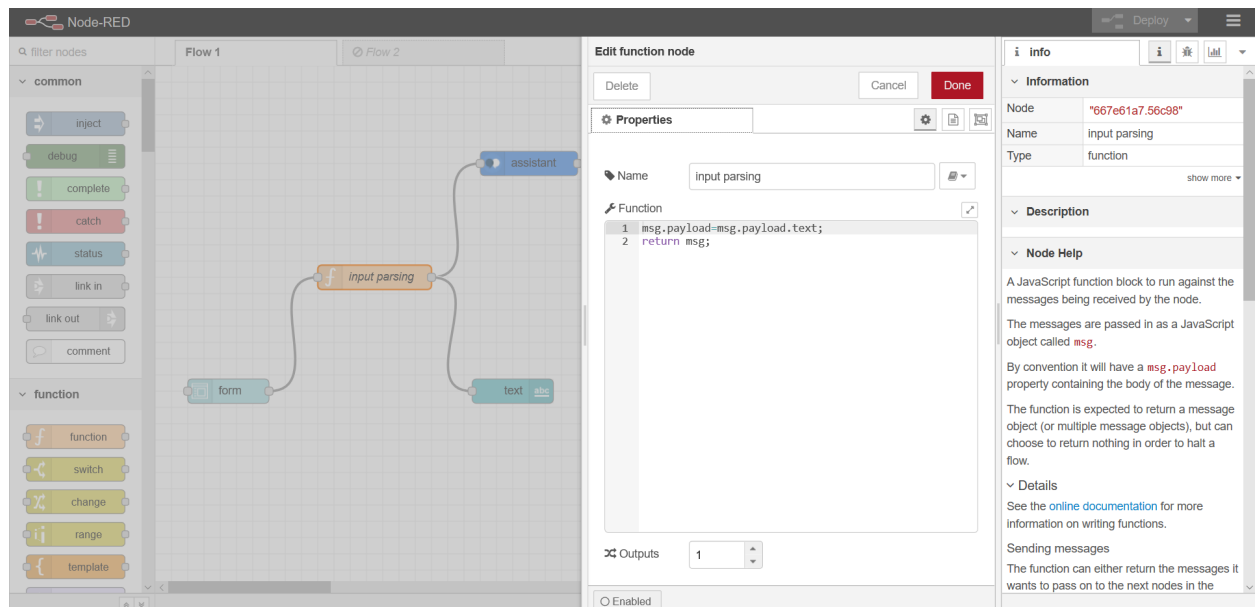 Node-RED
Deploy
filter nodes
Flow 1
Flow 2
common
inject
debug
complete
catch
status
link in
link out
comment
function
function
switch
change
range
template
assistant
input parsing
form
text
abc
Edit function node
Delete
Cancel
Done
Properties
Name
input parsing
Function
1 msg.payload=msg.payload.text;
2 return msg;
Outputs
1
Enabled
info
Information
Node "667e61a7.56c98"
Name input parsing
Type function
show more
Description
Node Help
A JavaScript function block to run against the
messages being received by the node.
The messages are passed in as a JavaScript
object called msg.
By convention it will have a msg.payload
property containing the body of the message.
The function is expected to return a message
object (or multiple message objects), but can
choose to return nothing in order to halt a
flow.
Details
See the online documentation for more
information on writing functions.
Sending messages
The function can either return the messages it
wants to pass on to the next nodes in the